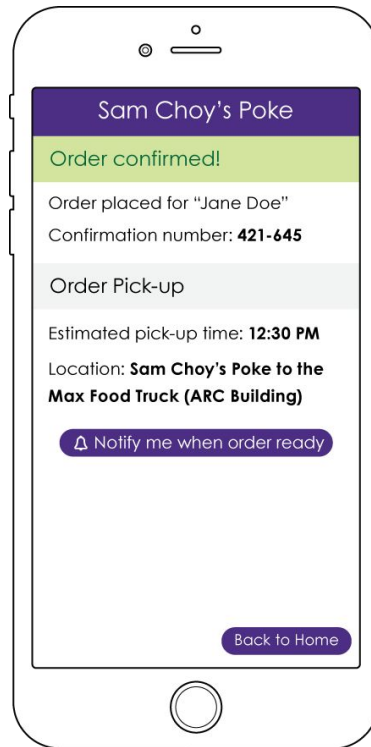 Sam Choy's Poke
Order confirmed!
Order placed for “Jane Doe”
Confirmation number: 421-645
Order Pick-up
Estimated pick-up time: 12:30 PM
Location: Sam Choy's Poke to the
Max Food Truck (ARC Building)
Notify me when order ready
Back to Home